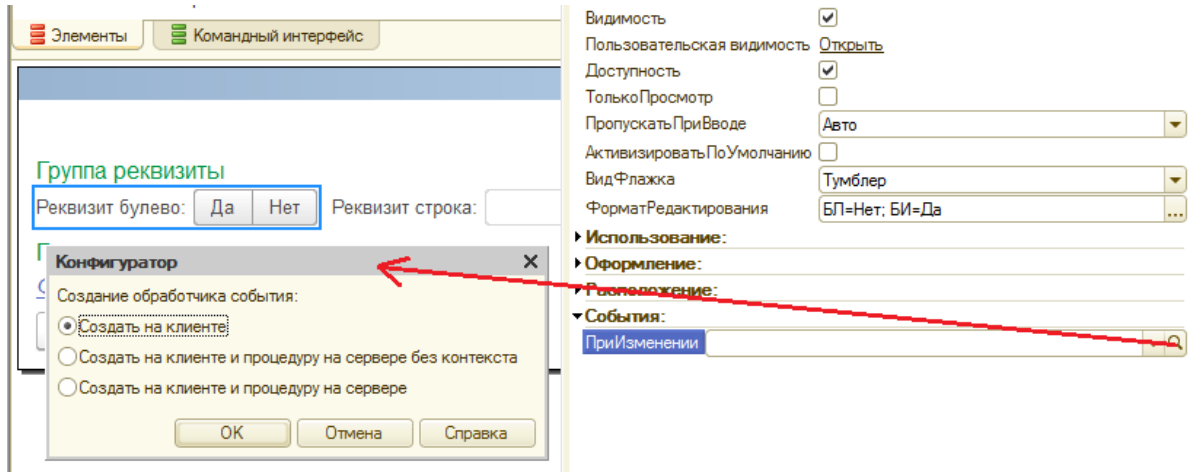 Элементы
Командный интерфейс
Группа реквизиты
Реквизит булево: Да Нет Реквизит строка:
Конфигуратор
Создание обработчика события:
Создать на клиенте
Создать на клиенте и процедуру на сервере без контекста
Создать на клиенте и процедуру на сервере
OK Отмена Справка
Видимость
Пользовательская видимость Открыть
Доступность
ТолькоПросмотр
ПропускатьПриВводе Авто
АктивизироватьПоУмолчанию
ВидФлажка Тумблер
ФорматРедактирования БЛ=Нет; БИ=Да ...
Использование:
Оформление:
Расположение:
События:
ПриИзменении